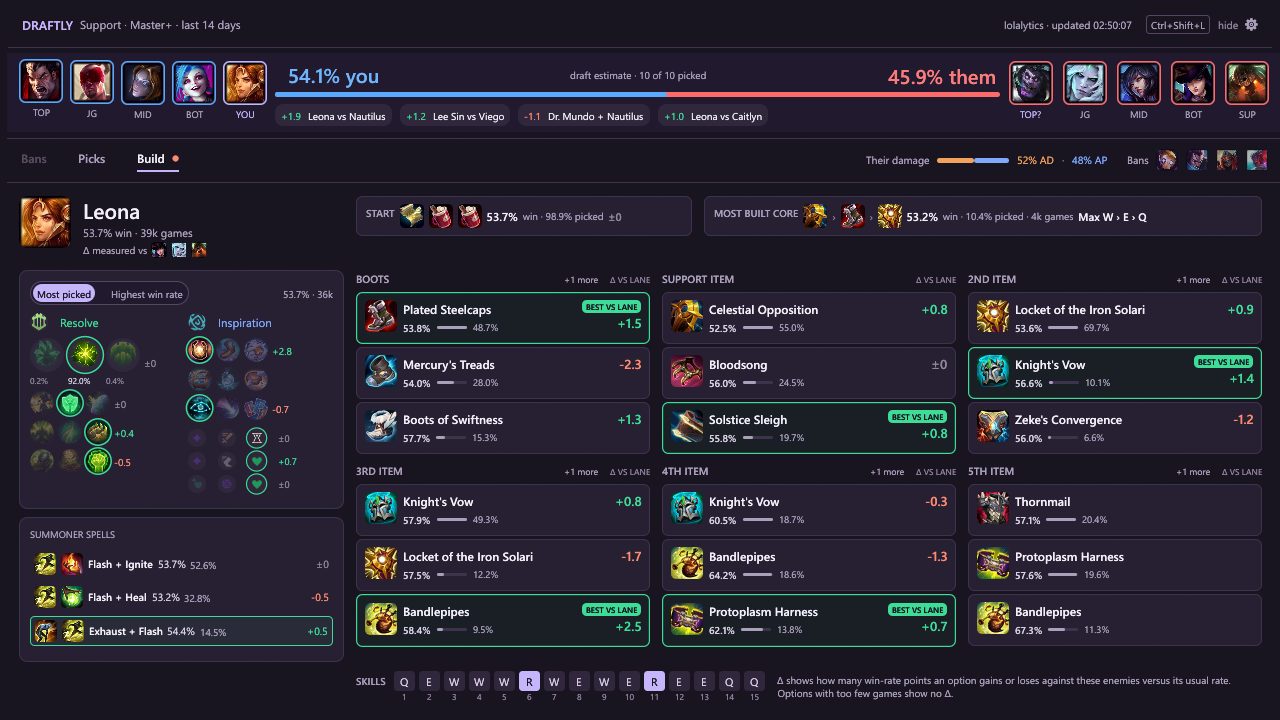 DRAFTLY Support · Master+ · last 14 days
lolalytics · updated 02:50:07 Ctrl+Shift+L hide
54.1% you draft estimate · 10 of 10 picked 45.9% them
TOP JG MID BOT YOU
+1.9 Leona vs Nautilus +1.2 Lee Sin vs Viego -1.1 Dr. Mundo + Nautilus +1.0 Leona vs Caitlyn
TOP? JG MID BOT SUP
Bans Picks Build
Their damage 52% AD · 48% AP Bans
Leona
53.7% win · 39k games
Δ measured vs
START 53.7% win · 98.9% picked ±0
MOST BUILT CORE › › 53.2% win · 10.4% picked · 4k games Max W › E › Q
Most picked Highest win rate 53.7% · 36k
Resolve Inspiration
±0 +2.8
0.2% 92.0% 0.4%
±0 -0.7
+0.4 ±0
-0.5 +0.7
±0
SUMMONER SPELLS
Flash + Ignite 53.7% 52.6% ±0
Flash + Heal 53.2% 32.8% -0.5
Exhaust + Flash 54.4% 14.5% +0.5
BOOTS +1 more Δ VS LANE
Plated Steelcaps BEST VS LANE
53.8% 48.7% +1.5
Mercury's Treads -2.3
54.0% 28.0%
Boots of Swiftness +1.3
57.7% 15.3%
SUPPORT ITEM Δ VS LANE
Celestial Opposition +0.8
52.5% 55.0%
Bloodsong ±0
56.0% 24.5%
Solstice Sleigh BEST VS LANE
55.8% 19.7% +0.8
2ND ITEM +1 more Δ VS LANE
Locket of the Iron Solari +0.9
53.6% 69.7%
Knight's Vow BEST VS LANE
56.6% 10.1% +1.4
Zeke's Convergence -1.2
56.0% 6.6%
3RD ITEM +1 more Δ VS LANE
Knight's Vow +0.8
57.9% 49.3%
Locket of the Iron Solari -1.7
57.5% 12.2%
Bandlepipes BEST VS LANE
58.4% 9.5% +2.5
4TH ITEM +1 more Δ VS LANE
Knight's Vow -0.3
60.5% 18.7%
Bandlepipes -1.3
64.2% 18.6%
Protoplasm Harness BEST VS LANE
62.1% 13.8% +0.7
5TH ITEM +1 more Δ VS LANE
Thornmail
57.1% 20.4%
Protoplasm Harness
57.6% 19.6%
Bandlepipes
67.3% 11.3%
SKILLS Q E W W W R W E W E R E E Q Q
1 2 3 4 5 6 7 8 9 10 11 12 13 14 15
Δ shows how many win-rate points an option gains or loses against these enemies versus its usual rate.
Options with too few games show no Δ.